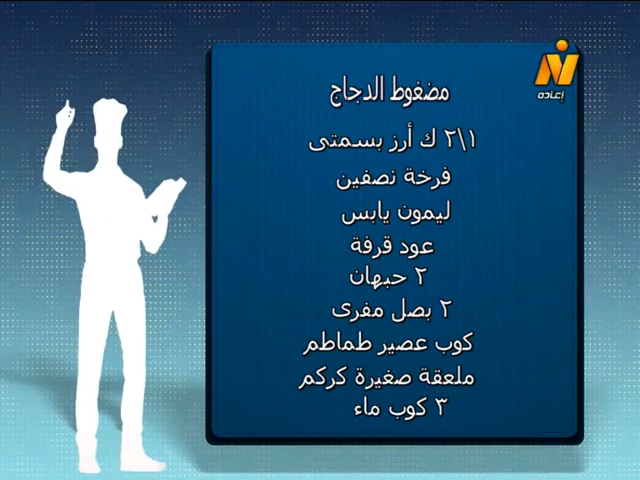 إعاده
مضغوط الدجاج
١\٢ ك أرز بسمتى
فرخة نصفين
ليمون يابس
عود قرفة
٢ حبهان
٢ بصل مفرى
كوب عصير طماطم
ملعقة صغيرة كركم
٣ كوب ماء